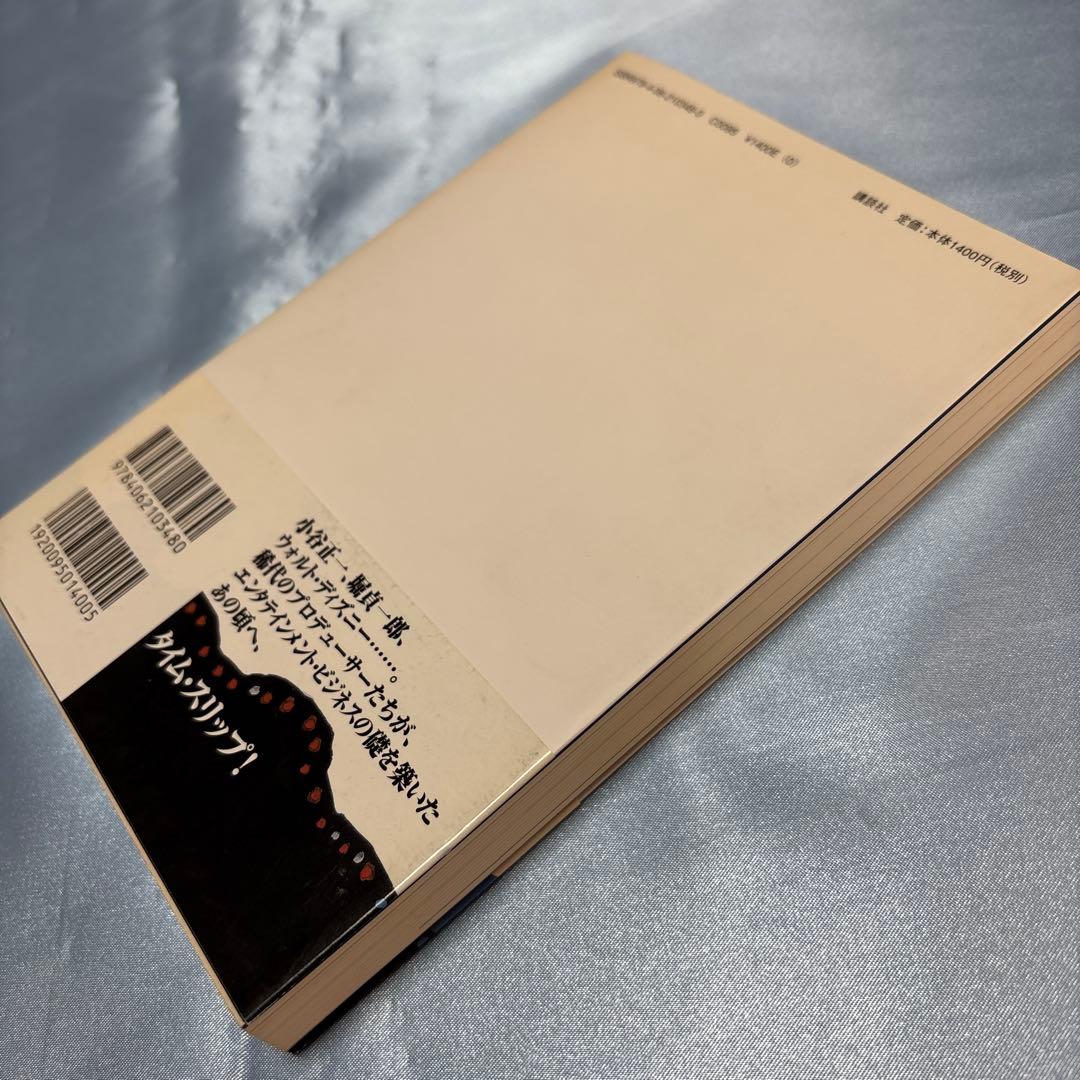 C0095 ¥1400E (0)
講談社 定価：本体1400円（税別）
9784062103480
1920095014005
小谷正一、堀貞一郎、
ウォルト・ディズニー……。
稀代のプロデューサーたちが、
エンタテインメント・ビジネスの礎を築いた
あの頃へ、
タイム・スリップ！